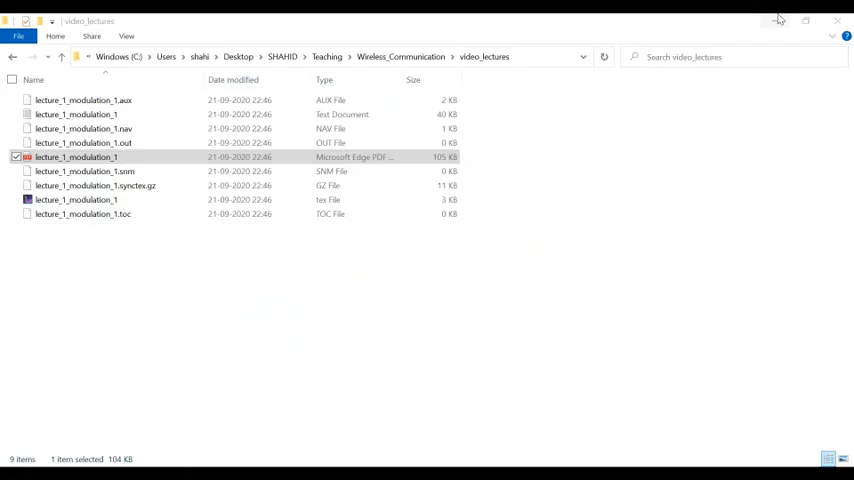 video_lectures
File Home Share View
« Windows (C:) > Users > shahi > Desktop > SHAHID > Teaching > Wireless_Communication > video_lectures
Search video_lectures
Name Date modified Type Size
lecture_1_modulation_1.aux 21-09-2020 22:46 AUX File 2 KB
lecture_1_modulation_1 21-09-2020 22:46 Text Document 40 KB
lecture_1_modulation_1.nav 21-09-2020 22:46 NAV File 1 KB
lecture_1_modulation_1.out 21-09-2020 22:46 OUT File 0 KB
lecture_1_modulation_1 21-09-2020 22:46 Microsoft Edge PDF ... 105 KB
lecture_1_modulation_1.snm 21-09-2020 22:46 SNM File 0 KB
lecture_1_modulation_1.synctex.gz 21-09-2020 22:46 GZ File 11 KB
lecture_1_modulation_1 21-09-2020 22:46 tex File 3 KB
lecture_1_modulation_1.toc 21-09-2020 22:46 TOC File 0 KB
9 items 1 item selected 104 KB